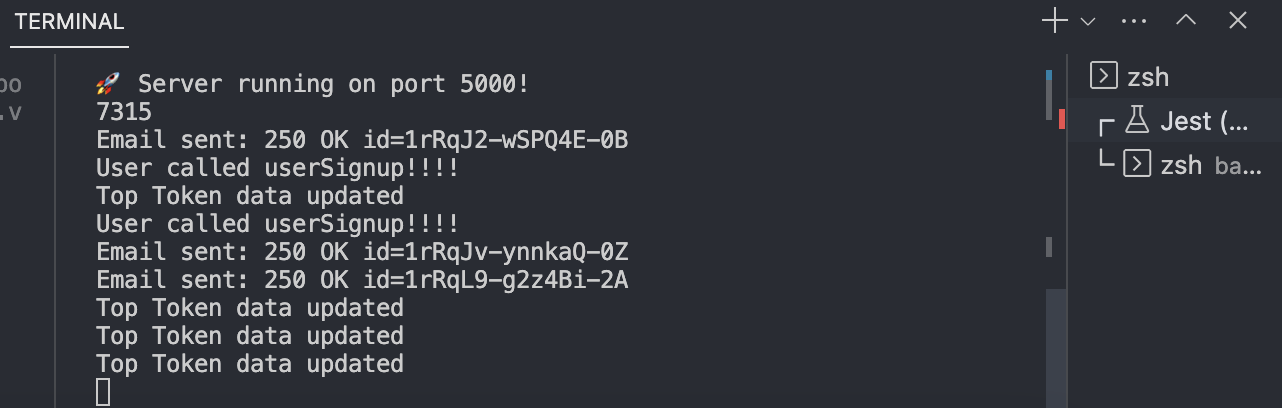 TERMINAL
🚀 Server running on port 5000!
7315
Email sent: 250 OK id=1rRqJ2-wSPQ4E-0B
User called userSignup!!!!
Top Token data updated
User called userSignup!!!!
Email sent: 250 OK id=1rRqJv-ynnkaQ-0Z
Email sent: 250 OK id=1rRqL9-g2z4Bi-2A
Top Token data updated
Top Token data updated
Top Token data updated
po
.v
zsh
Jest (...
zsh ba...